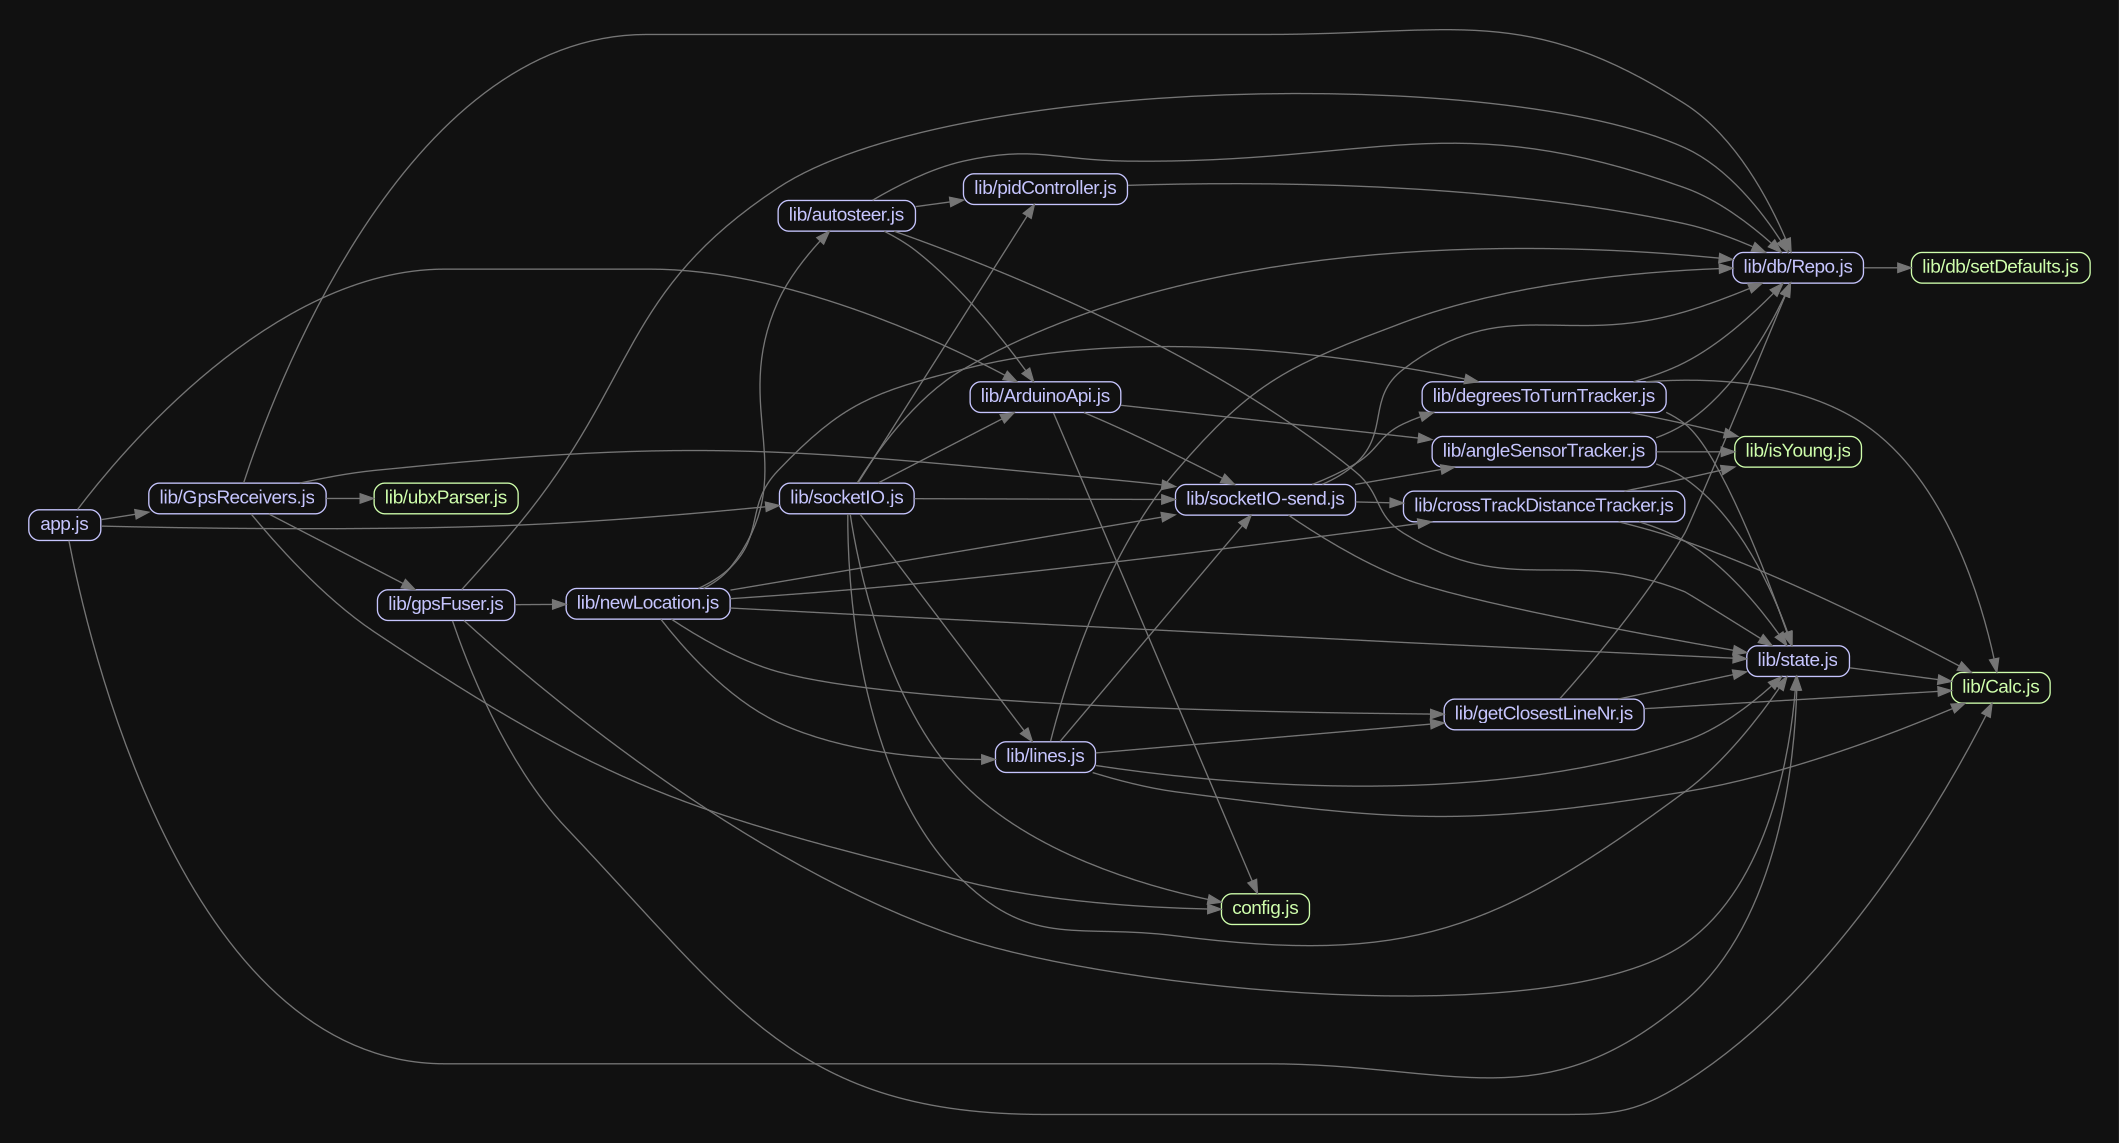 app.js
lib/GpsReceivers.js
lib/ubxParser.js
lib/gpsFuser.js
lib/newLocation.js
lib/autosteer.js
lib/socketIO.js
lib/pidController.js
lib/ArduinoApi.js
lib/lines.js
lib/socketIO-send.js
config.js
lib/degreesToTurnTracker.js
lib/angleSensorTracker.js
lib/crossTrackDistanceTracker.js
lib/getClosestLineNr.js
lib/db/Repo.js
lib/isYoung.js
lib/state.js
lib/db/setDefaults.js
lib/Calc.js